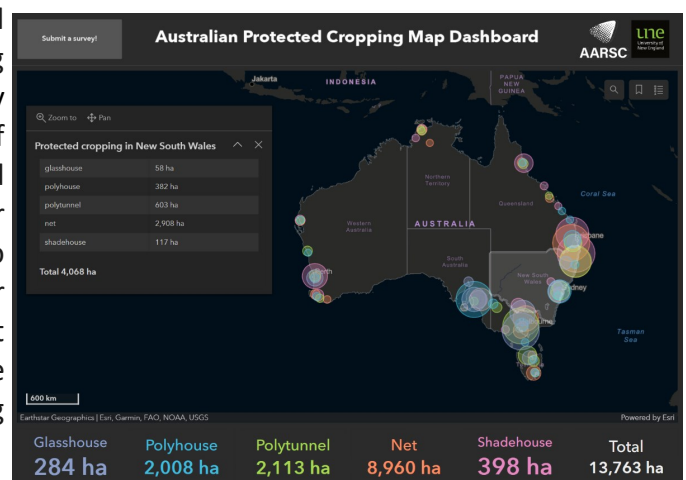 Submit a survey!
Australian Protected Cropping Map Dashboard
AARSC
une
University of
New England
Jakarta
INDONESIA
PAPUA
NEW
GUINEA
Zoom to
Pan
Protected cropping in New South Wales
glasshouse 58 ha
polyhouse 382 ha
polytunnel 603 ha
net 2,908 ha
shadehouse 117 ha
Total 4,068 ha
Northern
Territory
Coral Sea
Queensland
Western
Australia
AUSTRALIA
South
Australia
New South
Wales
Tasman
Sea
600 km
Earthstar Geographics | Esri, Garmin, FAO, NOAA, USGS
Powered by Esri
Glasshouse
284 ha
Polyhouse
2,008 ha
Polytunnel
2,113 ha
Net
8,960 ha
Shadehouse
398 ha
Total
13,763 ha